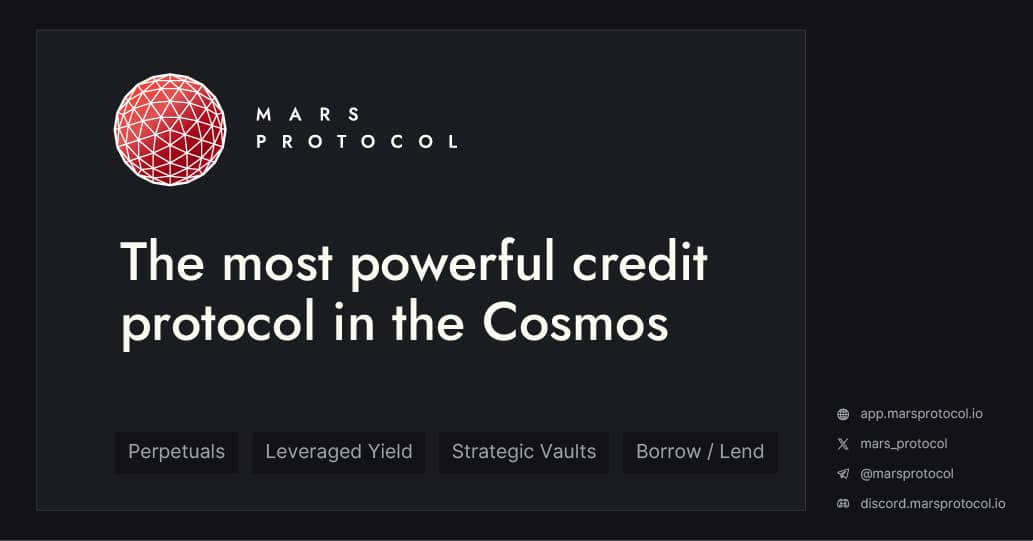 MARS
PROTOCOL
The most powerful credit
protocol in the Cosmos
Perpetuals
Leveraged Yield
Strategic Vaults
Borrow / Lend
app.marsprotocol.io
mars_protocol
@marsprotocol
discord.marsprotocol.io